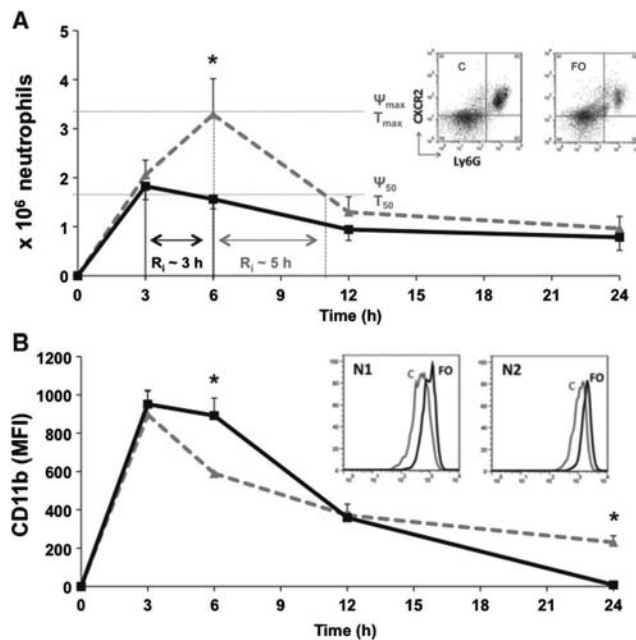 A
5
4
3
2
1
0
x 10⁶ neutrophils
*
Ψmax
Tmax
Ψ50
T50
Ri ~ 3 h
Ri ~ 5 h
C
FO
CXCR2
Ly6G
0 3 6 9 12 15 18 21 24
Time (h)
B
1200
1000
800
600
400
200
0
CD11b (MFI)
*
*
N1
C
FO
N2
C
FO
0 3 6 9 12 15 18 21 24
Time (h)